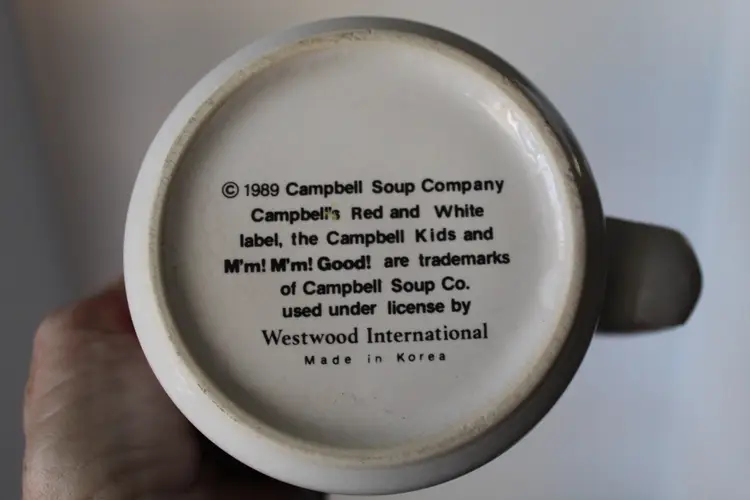 © 1989 Campbell Soup Company
Campbell's Red and White
label, the Campbell Kids and
M'm! M'm! Good! are trademarks
of Campbell Soup Co.
used under license by
Westwood International
Made in Korea